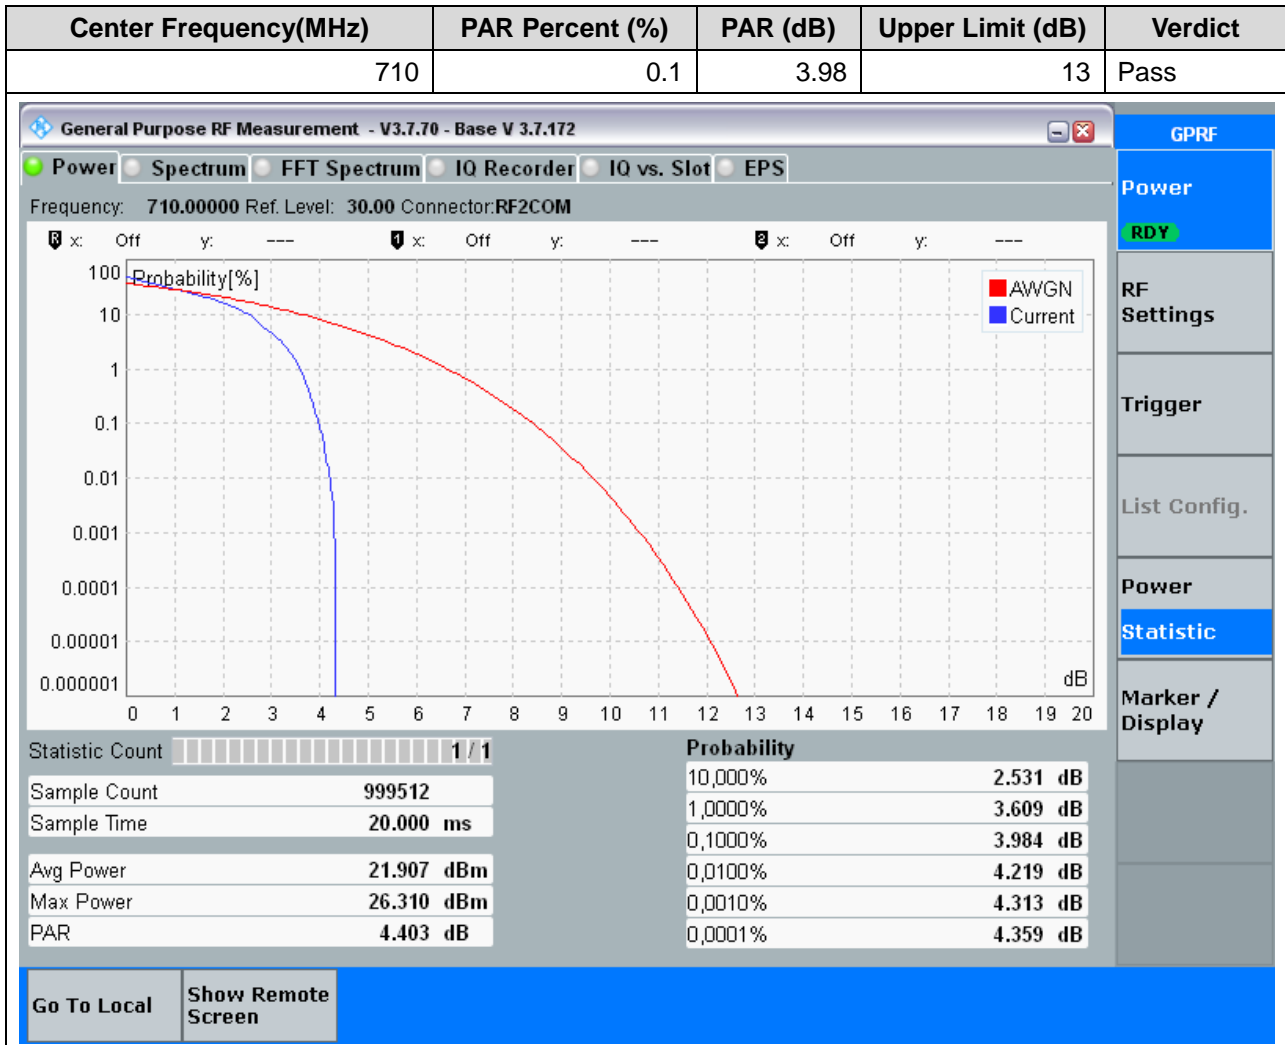 Center Frequency(MHz) PAR Percent (%) PAR (dB) Upper Limit (dB) Verdict
710 0.1 3.98 13 Pass
General Purpose RF Measurement - V3.7.70 - Base V 3.7.172
GPRF
Power Spectrum FFT Spectrum IQ Recorder IQ vs. Slot EPS
Power
RDY
Frequency: 710.00000 Ref. Level: 30.00 Connector:RF2COM
R x: Off y: --- 1 x: Off y: --- 2 x: Off y: ---
Probability[%]
100
10
1
0.1
0.01
0.001
0.0001
0.00001
0.000001
AWGN
Current
dB
0 1 2 3 4 5 6 7 8 9 10 11 12 13 14 15 16 17 18 19 20
RF
Settings
Trigger
List Config.
Power
Statistic
Marker /
Display
Statistic Count 1 / 1
Sample Count 999512
Sample Time 20.000 ms
Avg Power 21.907 dBm
Max Power 26.310 dBm
PAR 4.403 dB
Probability
10,000% 2.531 dB
1,0000% 3.609 dB
0,1000% 3.984 dB
0,0100% 4.219 dB
0,0010% 4.313 dB
0,0001% 4.359 dB
Go To Local
Show Remote
Screen